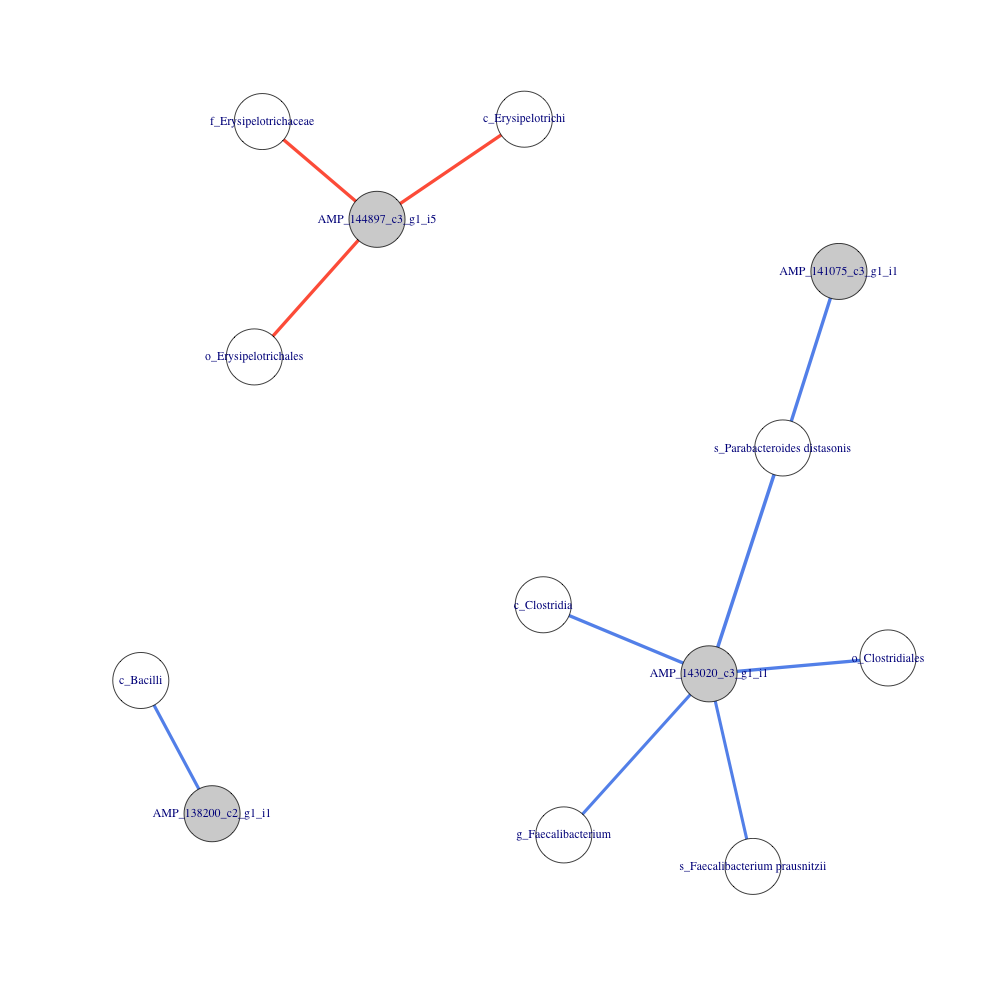 c_Erysipelotrichi
f_Erysipelotrichaceae
AMP_144897_c3_g1_i5
AMP_141075_c3_g1_i1
o_Erysipelotrichales
s_Parabacteroides distasonis
c_Clostridia
o_Clostridiales
AMP_143020_c3_g1_i1
c_Bacilli
AMP_138200_c2_g1_i1
g_Faecalibacterium
s_Faecalibacterium prausnitzii